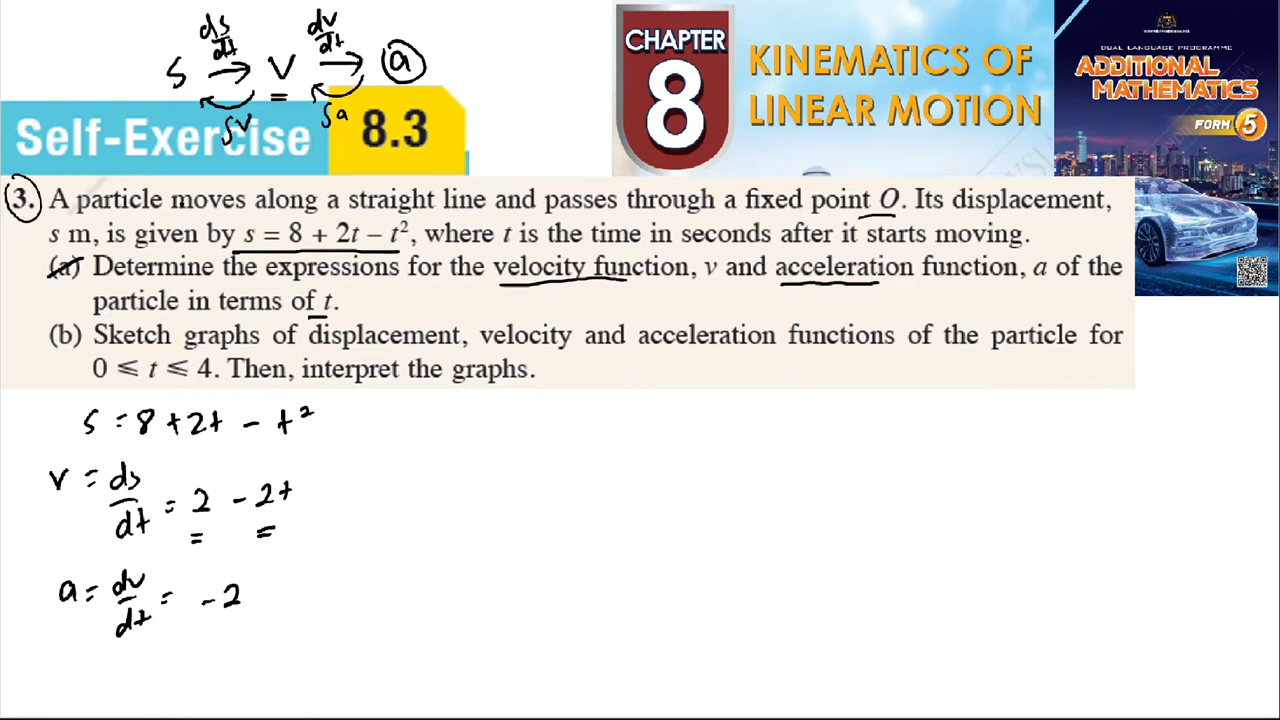 ds/dt dv/dt
s → v → a
∫v ∫a
Self-Exercise 8.3
CHAPTER 8
KINEMATICS OF
LINEAR MOTION
DUAL LANGUAGE PROGRAMME
ADDITIONAL
MATHEMATICS
FORM 5
3. A particle moves along a straight line and passes through a fixed point O. Its displacement,
s m, is given by s = 8 + 2t – t², where t is the time in seconds after it starts moving.
(a) Determine the expressions for the velocity function, v and acceleration function, a of the
particle in terms of t.
(b) Sketch graphs of displacement, velocity and acceleration functions of the particle for
0 ⩽ t ⩽ 4. Then, interpret the graphs.
s = 8 + 2t - t²
v = ds/dt = 2 - 2t
a = dv/dt = -2